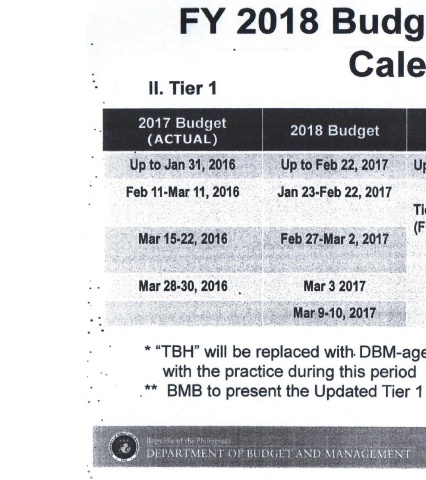 FY 2018 Budg
Cale
II. Tier 1
2017 Budget
(ACTUAL)
2018 Budget
Up to Jan 31, 2016 Up to Feb 22, 2017 Up
Feb 11-Mar 11, 2016 Jan 23-Feb 22, 2017
Tie
(F
Mar 15-22, 2016 Feb 27-Mar 2, 2017
Mar 28-30, 2016 Mar 3 2017
Mar 9-10, 2017
* "TBH" will be replaced with DBM-age
with the practice during this period
** BMB to present the Updated Tier 1
Republic of the Philippines
DEPARTMENT OF BUDGET AND MANAGEMENT